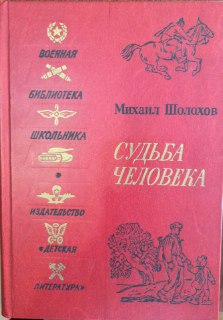 ВОЕННАЯ
БИБЛИОТЕКА
ШКОЛЬНИКА
ИЗДАТЕЛЬСТВО
«ДЕТСКАЯ
ЛИТЕРАТУРА»
Михаил Шолохов
СУДЬБА
ЧЕЛОВЕКА